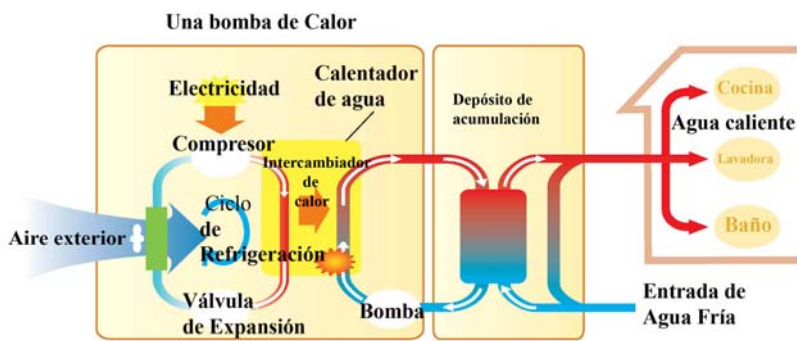 Una bomba de Calor
Electricidad
Calentador
de agua
Compresor
Intercambiador
de
calor
Ciclo
de
Refrigeración
Aire exterior
Válvula
de Expansión
Bomba
Depósito de
acumulación
Cocina
Agua caliente
Lavadora
Baño
Entrada de
Agua Fría